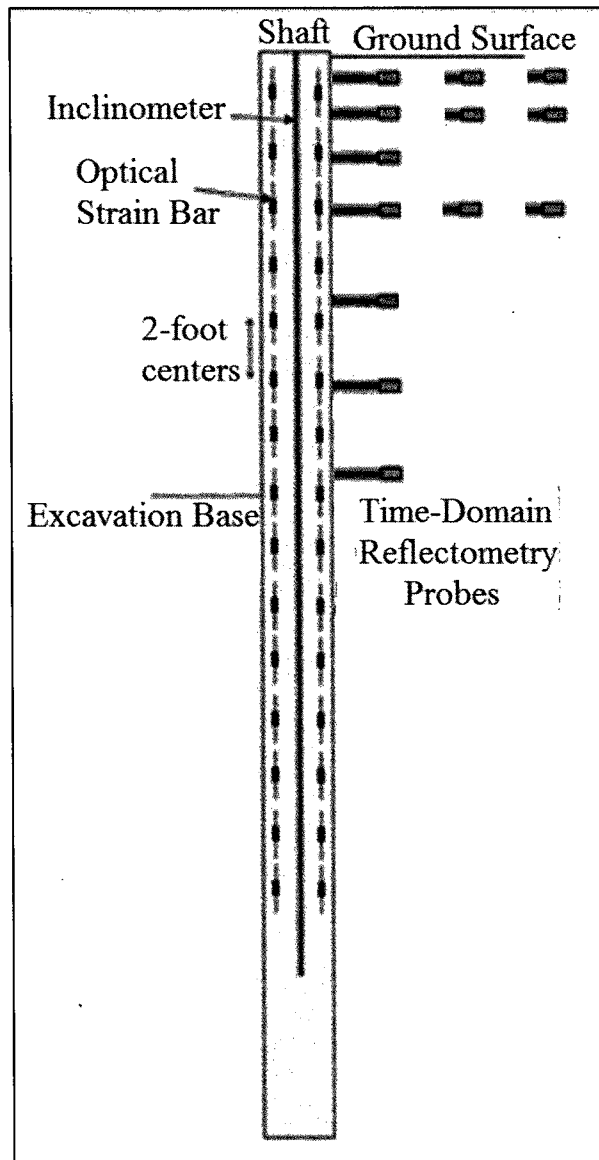 Shaft
Ground Surface
Inclinometer
Optical
Strain Bar
2-foot
centers
Excavation Base
Time-Domain
Reflectometry
Probes